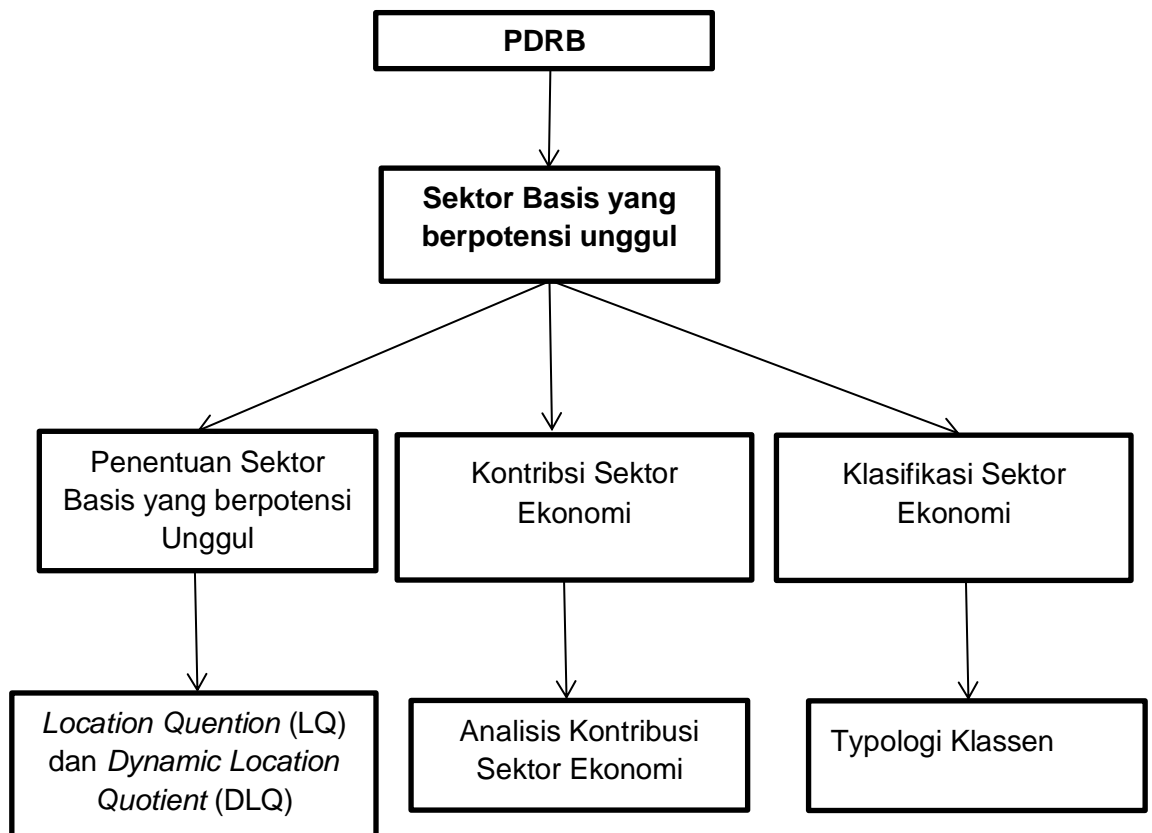 PDRB
Sektor Basis yang
berpotensi unggul
Penentuan Sektor
Basis yang berpotensi
Unggul
Kontribsi Sektor
Ekonomi
Klasifikasi Sektor
Ekonomi
Location Quention (LQ)
dan Dynamic Location
Quotient (DLQ)
Analisis Kontribusi
Sektor Ekonomi
Typologi Klassen